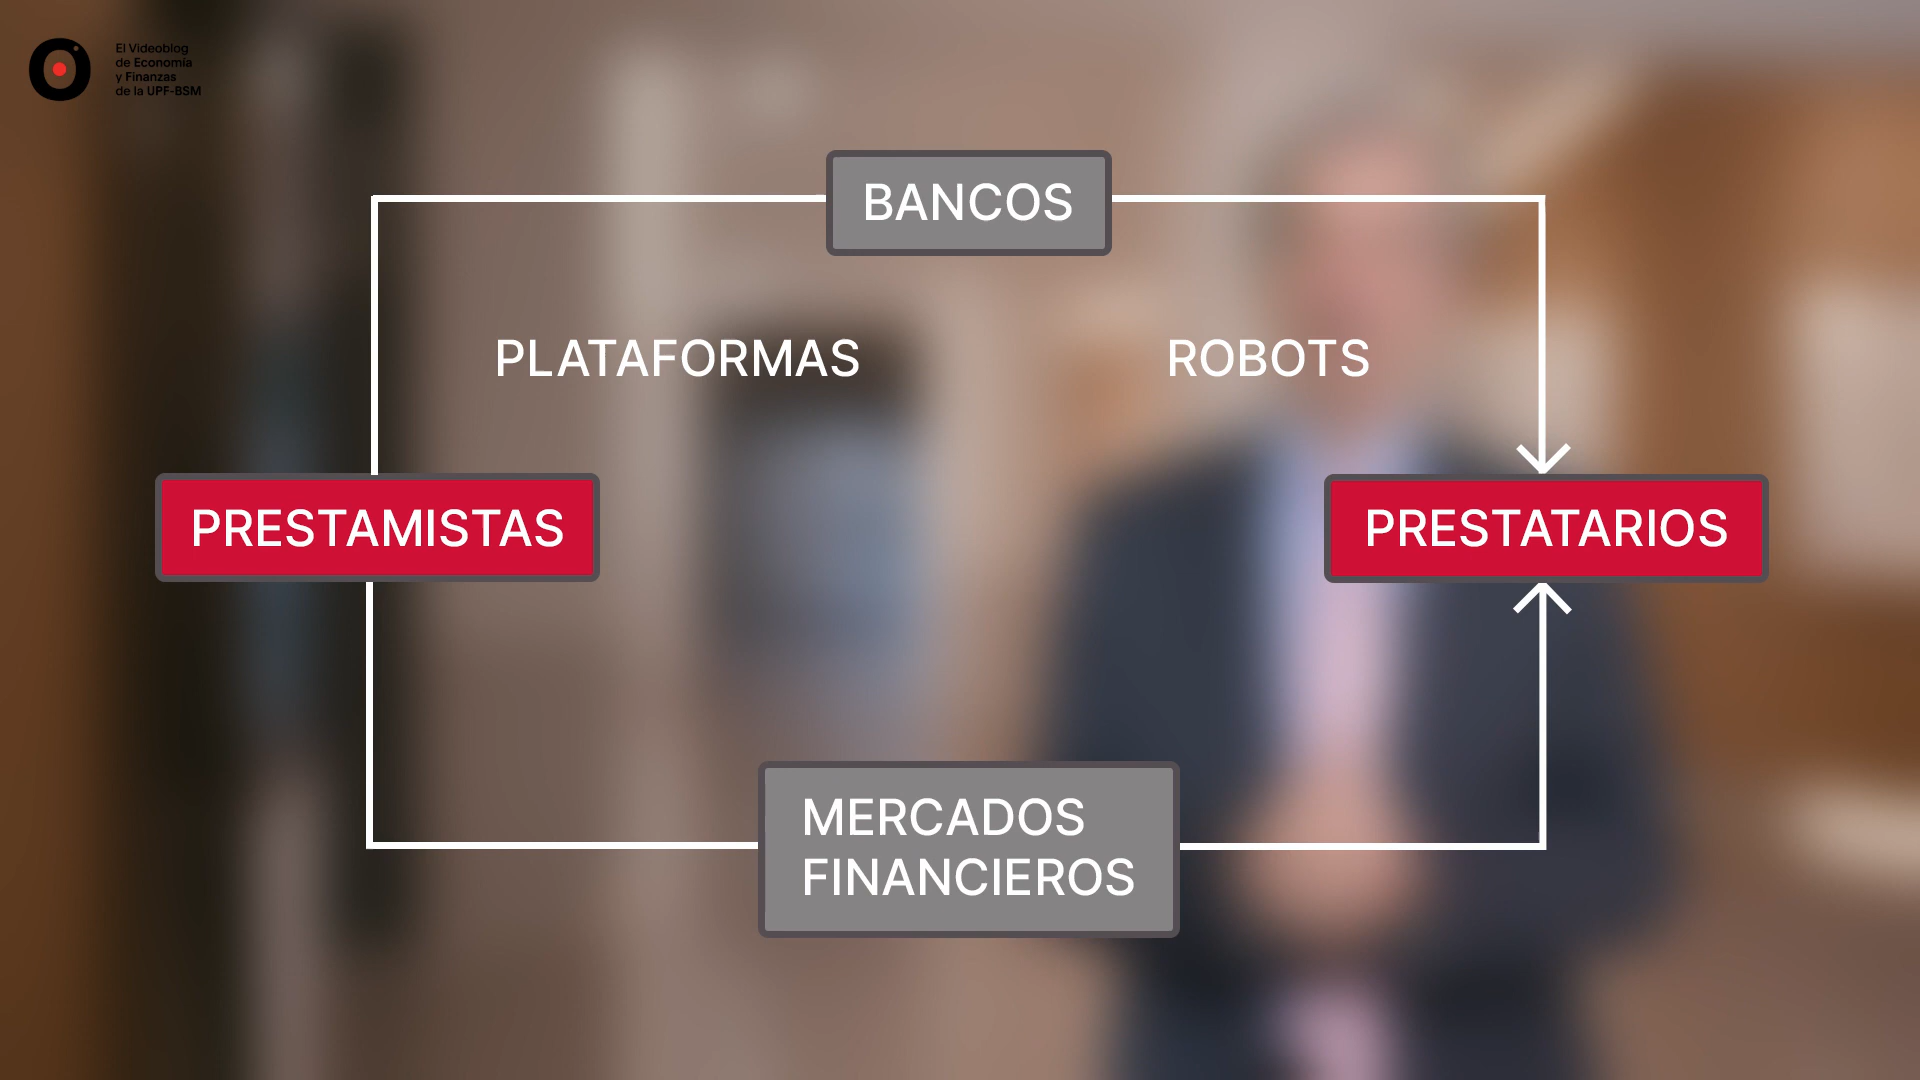 El Videoblog
de Economía
y Finanzas
de la UPF-BSM
BANCOS
PLATAFORMAS
ROBOTS
PRESTAMISTAS
PRESTATARIOS
MERCADOS
FINANCIEROS